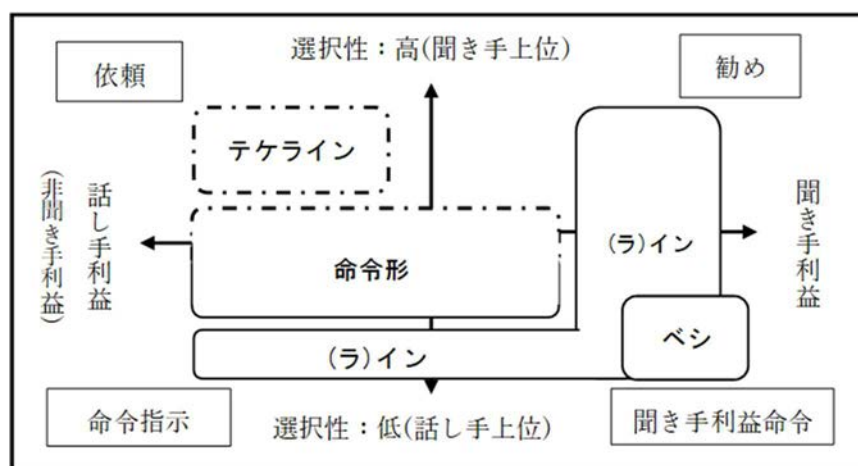 選択性：高(聞き手上位)
依頼
勧め
テケライン
話し手利益
(非聞き手利益)
命令形
(ラ)イン
聞き手利益
(ラ)イン
ベシ
命令指示
選択性：低(話し手上位)
聞き手利益命令